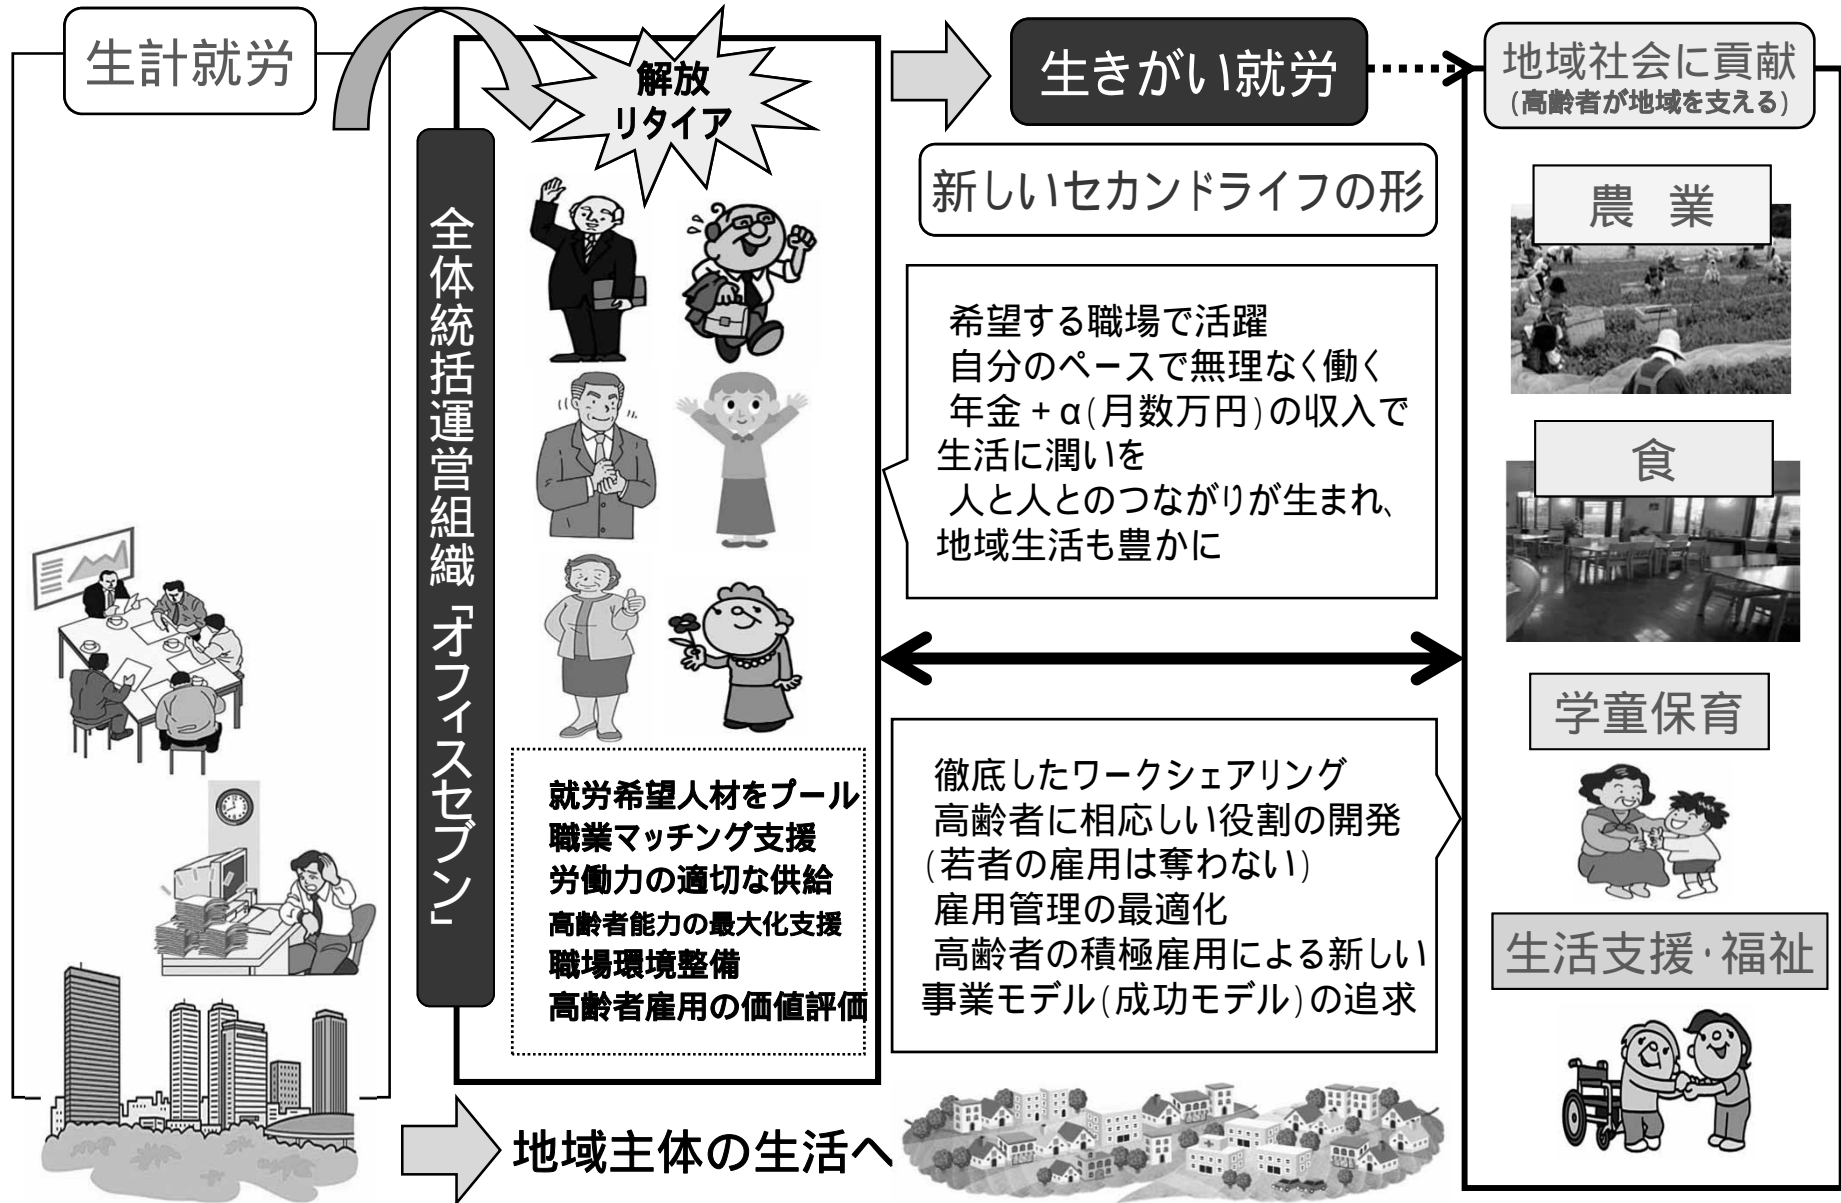 生計就労
解放
リタイア
生きがい就労
地域社会に貢献
(高齢者が地域を支える)
全体統括運営組織「オフィスセブン」
新しいセカンドライフの形
希望する職場で活躍
自分のペースで無理なく働く
年金+α(月数万円)の収入で
生活に潤いを
人と人とのつながりが生まれ、
地域生活も豊かに
就労希望人材をプール
職業マッチング支援
労働力の適切な供給
高齢者能力の最大化支援
職場環境整備
高齢者雇用の価値評価
徹底したワークシェアリング
高齢者に相応しい役割の開発
(若者の雇用は奪わない)
雇用管理の最適化
高齢者の積極雇用による新しい
事業モデル(成功モデル)の追求
農 業
食
学童保育
生活支援・福祉
地域主体の生活へ